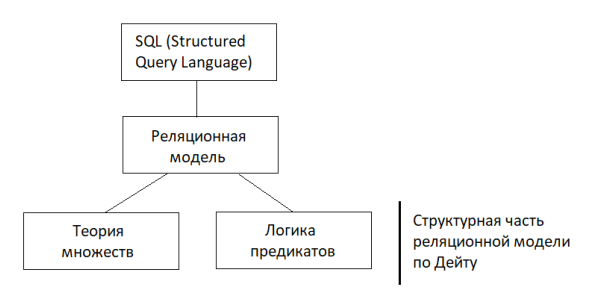 SQL (Structured
Query Language)
Реляционная
модель
Теория
множеств
Логика
предикатов
Структурная часть
реляционной модели
по Дейту